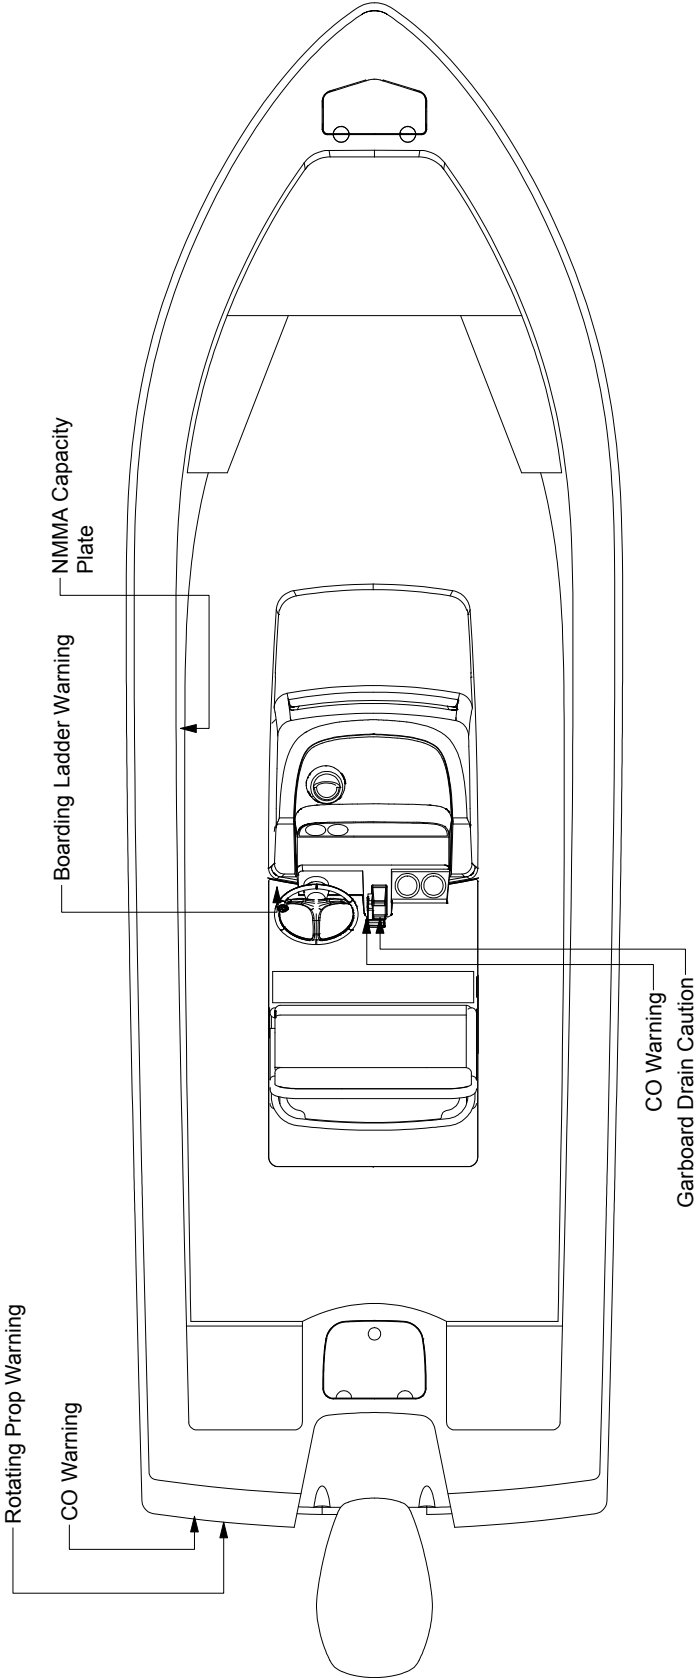 NMMA Capacity
Plate
Boarding Ladder Warning
CO Warning
Garboard Drain Caution
Rotating Prop Warning
CO Warning